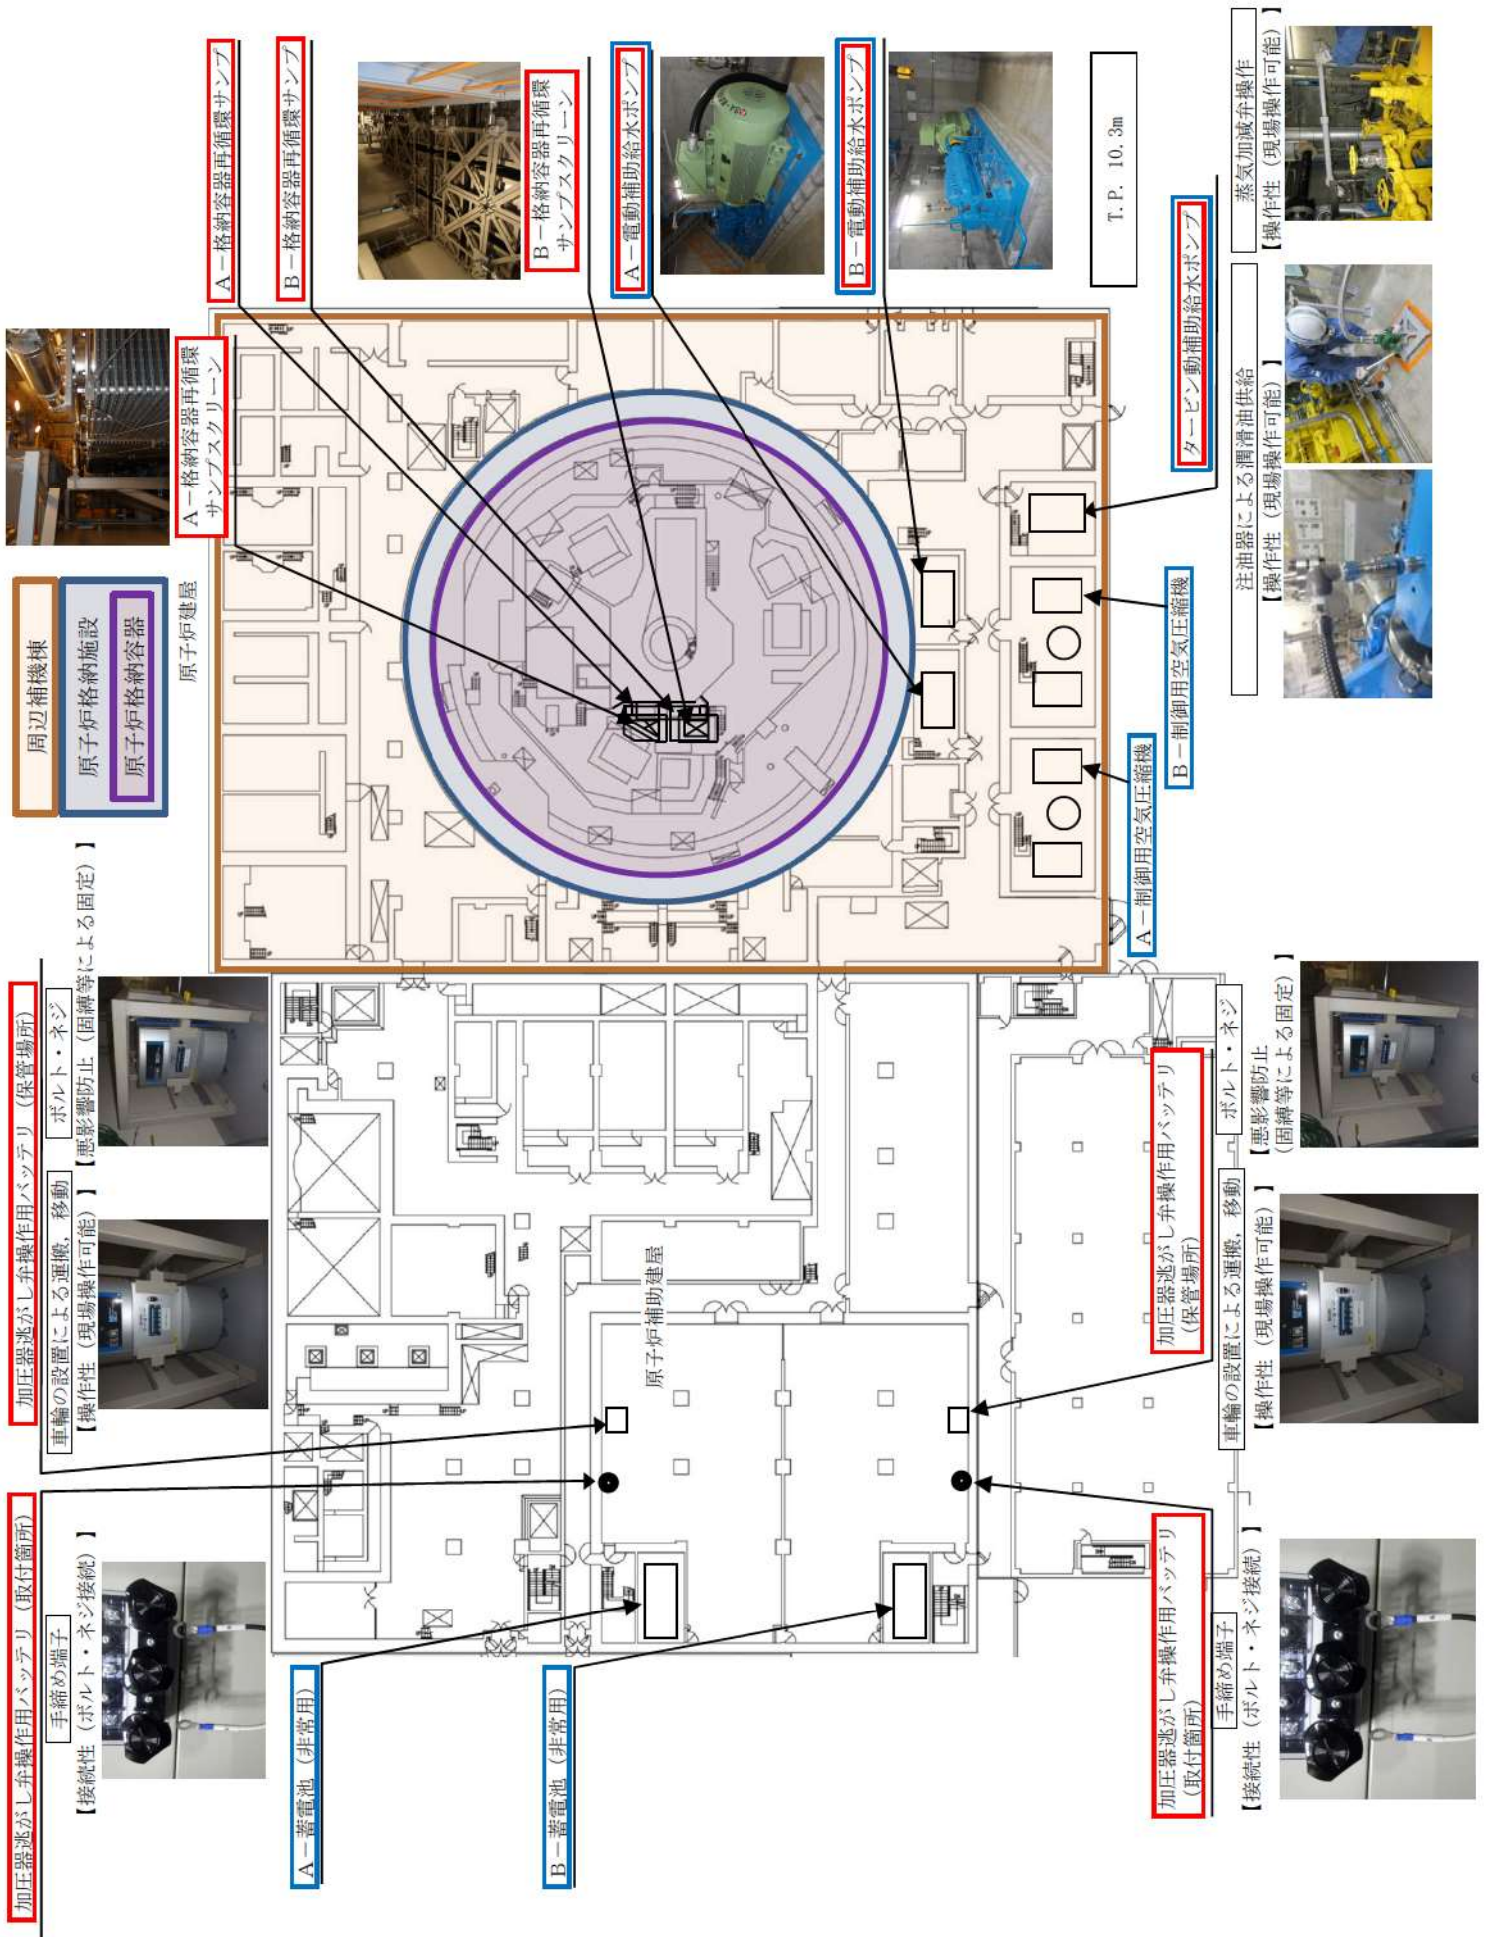 加圧器逃がし弁操作用バッテリ（取付箇所）
手締め端子
【接続性（ボルト・ネジ接続）】
加圧器逃がし弁操作用バッテリ（保管場所）
車輪の設置による運搬，移動
【操作性（現場操作可能）】
ボルト・ネジ
【悪影響防止（固縛等による固定）】
周辺補機棟
原子炉格納施設
原子炉格納容器
原子炉建屋
A－格納容器再循環
サンプスクリーン
A－格納容器再循環サンプ
B－格納容器再循環サンプ
B－格納容器再循環
サンプスクリーン
A－電動補助給水ポンプ
B－電動補助給水ポンプ
T.P. 10.3m
A－蓄電池（非常用）
B－蓄電池（非常用）
原子炉補助建屋
加圧器逃がし弁操作用バッテリ
（取付箇所）
手締め端子
【接続性（ボルト・ネジ接続）】
加圧器逃がし弁操作用バッテリ
（保管場所）
車輪の設置による運搬，移動
【操作性（現場操作可能）】
ボルト・ネジ
【悪影響防止
（固縛等による固定）】
A－制御用空気圧縮機
B－制御用空気圧縮機
タービン動補助給水ポンプ
注油器による潤滑油供給
【操作性（現場操作可能）】
蒸気加減弁操作
【操作性（現場操作可能）】